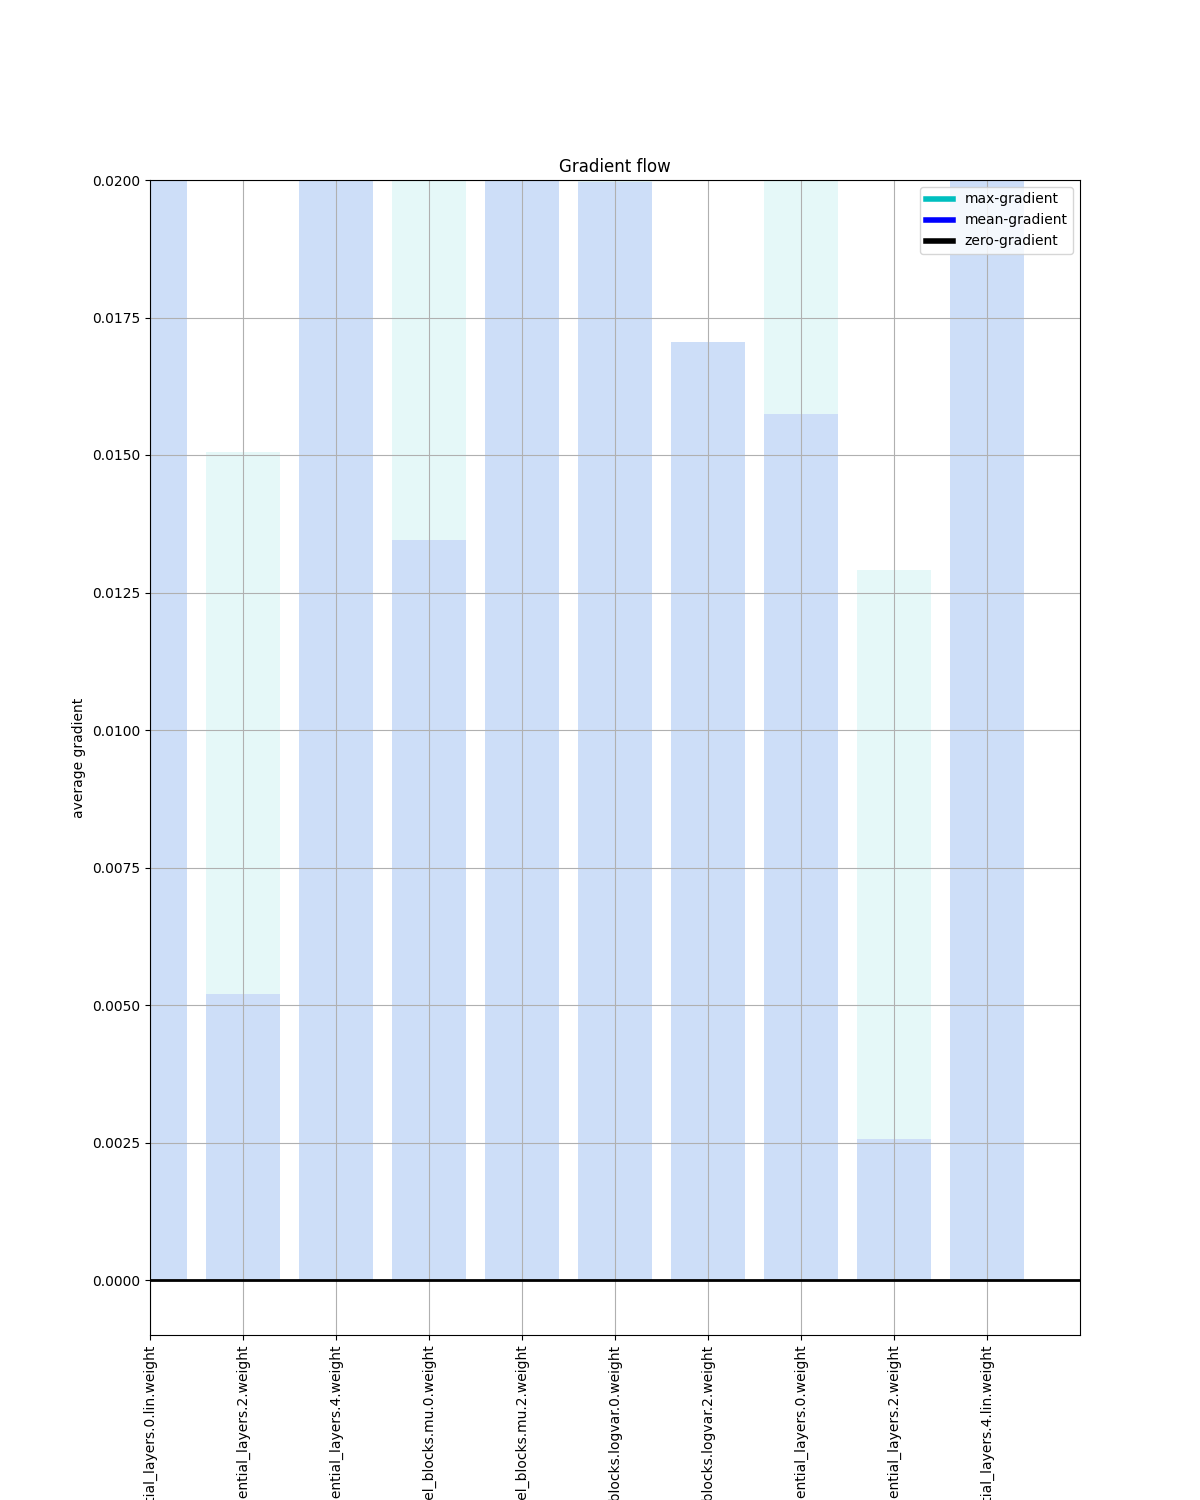 Gradient flow
max-gradient
mean-gradient
zero-gradient
average gradient
0.0200
0.0175
0.0150
0.0125
0.0100
0.0075
0.0050
0.0025
0.0000
tial_layers.0.lin.weight
ential_layers.2.weight
ential_layers.4.weight
el_blocks.mu.0.weight
el_blocks.mu.2.weight
blocks.logvar.0.weight
blocks.logvar.2.weight
ential_layers.0.weight
ential_layers.2.weight
tial_layers.4.lin.weight